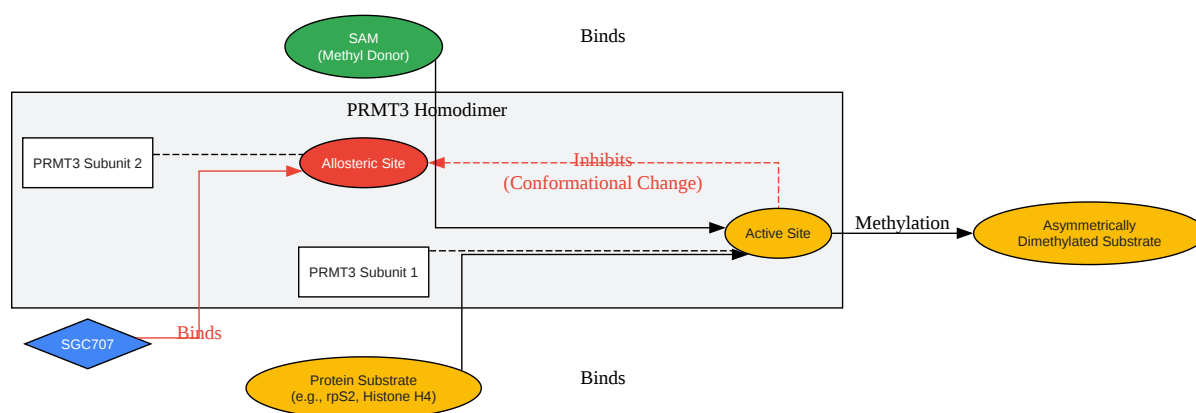 SAM
(Methyl Donor)
Binds
PRMT3 Homodimer
PRMT3 Subunit 2
Allosteric Site
Inhibits
(Conformational Change)
Active Site
Methylation
Asymmetrically
Dimethylated Substrate
PRMT3 Subunit 1
SGC707
Binds
Protein Substrate
(e.g., rpS2, Histone H4)
Binds